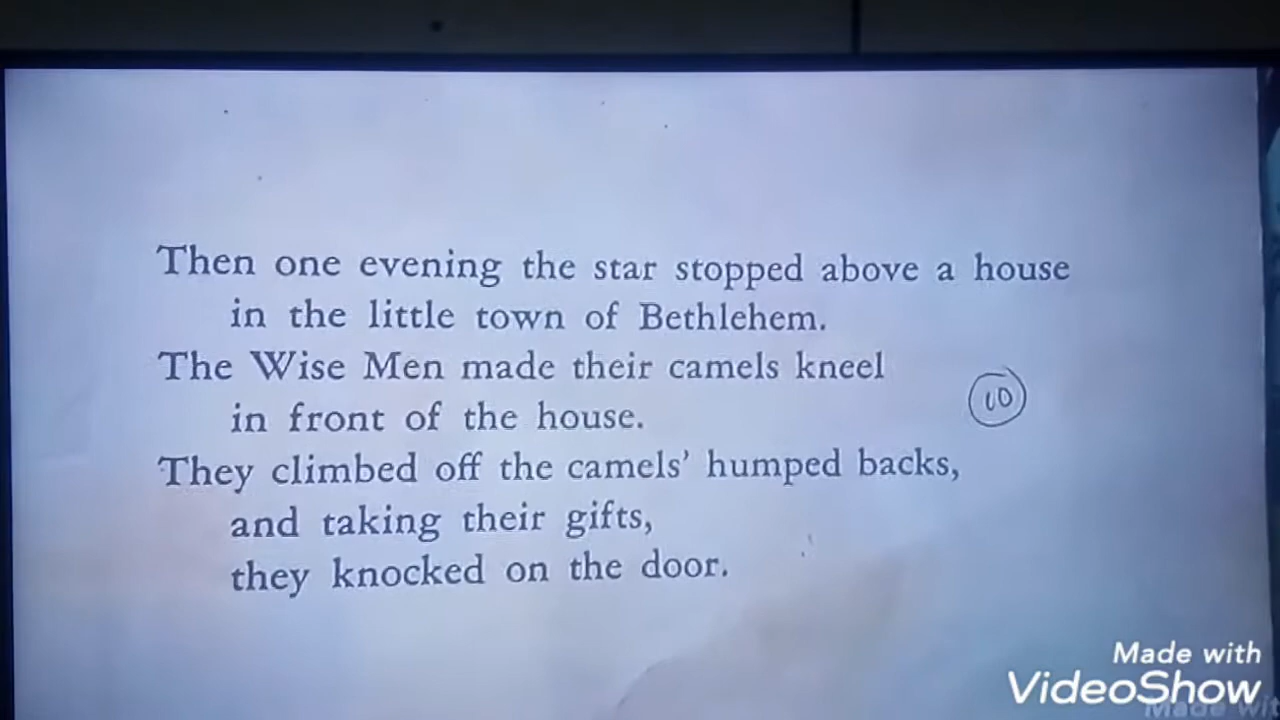 Then one evening the star stopped above a house
in the little town of Bethlehem.
The Wise Men made their camels kneel
in front of the house.
10
They climbed off the camels' humped backs,
and taking their gifts,
they knocked on the door.
Made with
VideoShow
Made wit